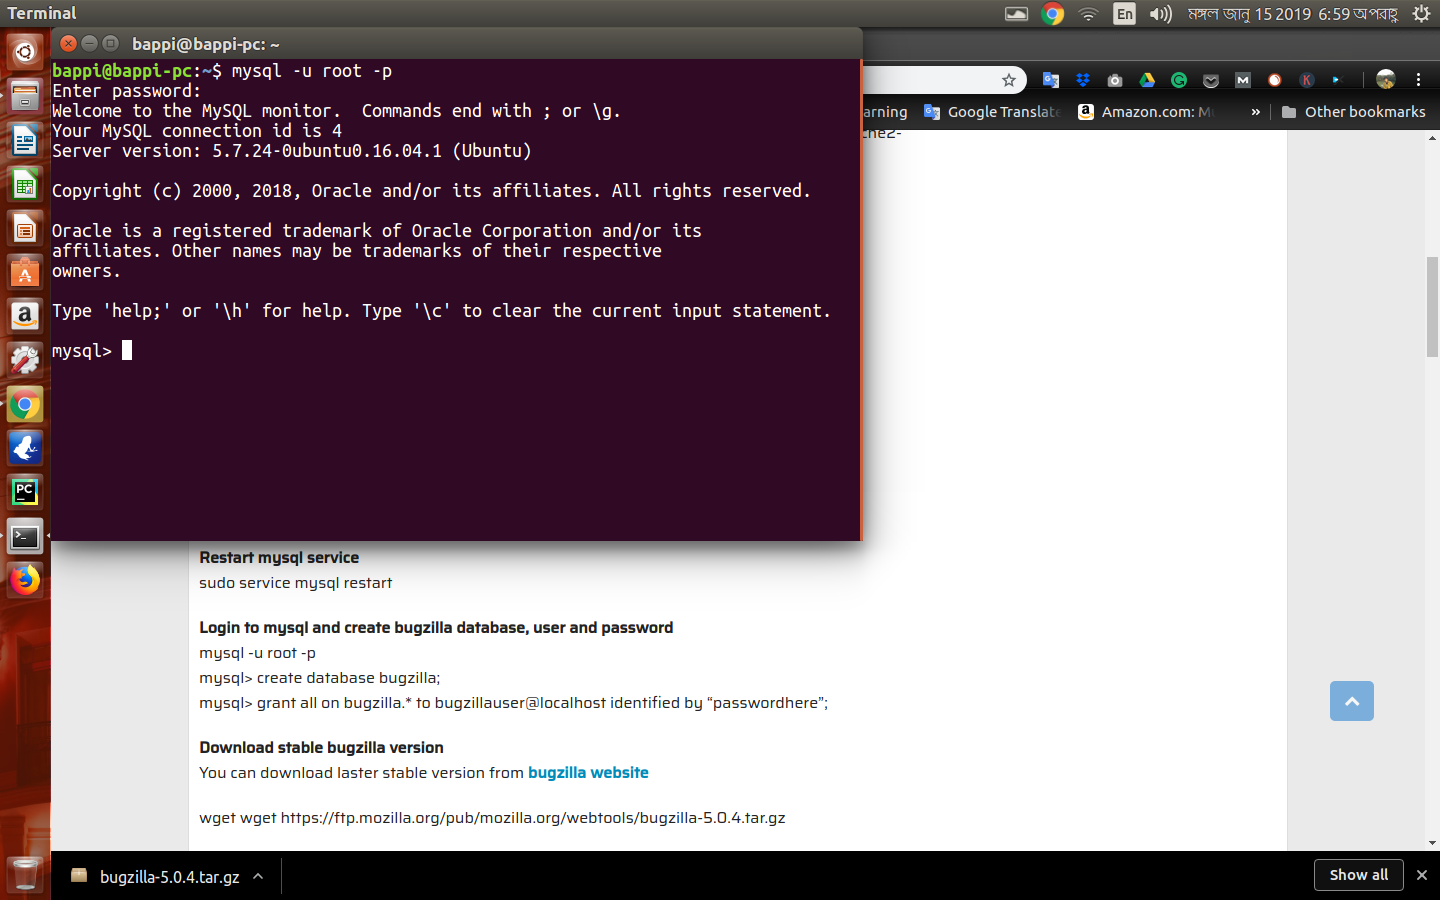 Terminal
En
মঙ্গল জানু 15 2019 6:59 অপরাহ্ণ
bappi@bappi-pc: ~
bappi@bappi-pc:~$ mysql -u root -p
Enter password:
Welcome to the MySQL monitor.  Commands end with ; or \g.
Your MySQL connection id is 4
Server version: 5.7.24-0ubuntu0.16.04.1 (Ubuntu)
Copyright (c) 2000, 2018, Oracle and/or its affiliates. All rights reserved.
Oracle is a registered trademark of Oracle Corporation and/or its
affiliates. Other names may be trademarks of their respective
owners.
Type 'help;' or '\h' for help. Type '\c' to clear the current input statement.
mysql>
arning
Google Translate
Amazon.com: Mu
»
Other bookmarks
che2-
Restart mysql service
sudo service mysql restart
Login to mysql and create bugzilla database, user and password
mysql -u root -p
mysql> create database bugzilla;
mysql> grant all on bugzilla.* to bugzillauser@localhost identified by “passwordhere”;
Download stable bugzilla version
You can download laster stable version from bugzilla website
wget wget https://ftp.mozilla.org/pub/mozilla.org/webtools/bugzilla-5.0.4.tar.gz
bugzilla-5.0.4.tar.gz
Show all